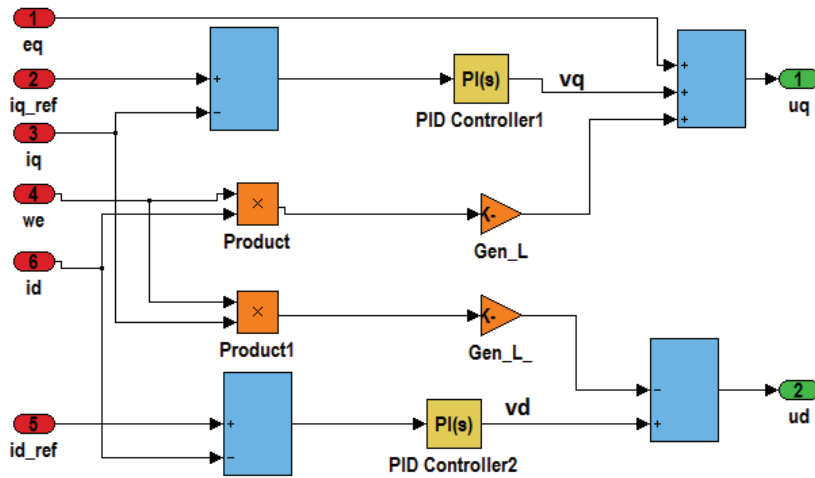 1
eq
2
iq_ref
3
iq
4
we
6
id
5
id_ref
+
−
PI(s)
vq
PID Controller1
+
+
+
1
uq
×
Product
K-
Gen_L
×
Product1
K-
Gen_L_
+
−
PI(s)
vd
PID Controller2
−
+
2
ud